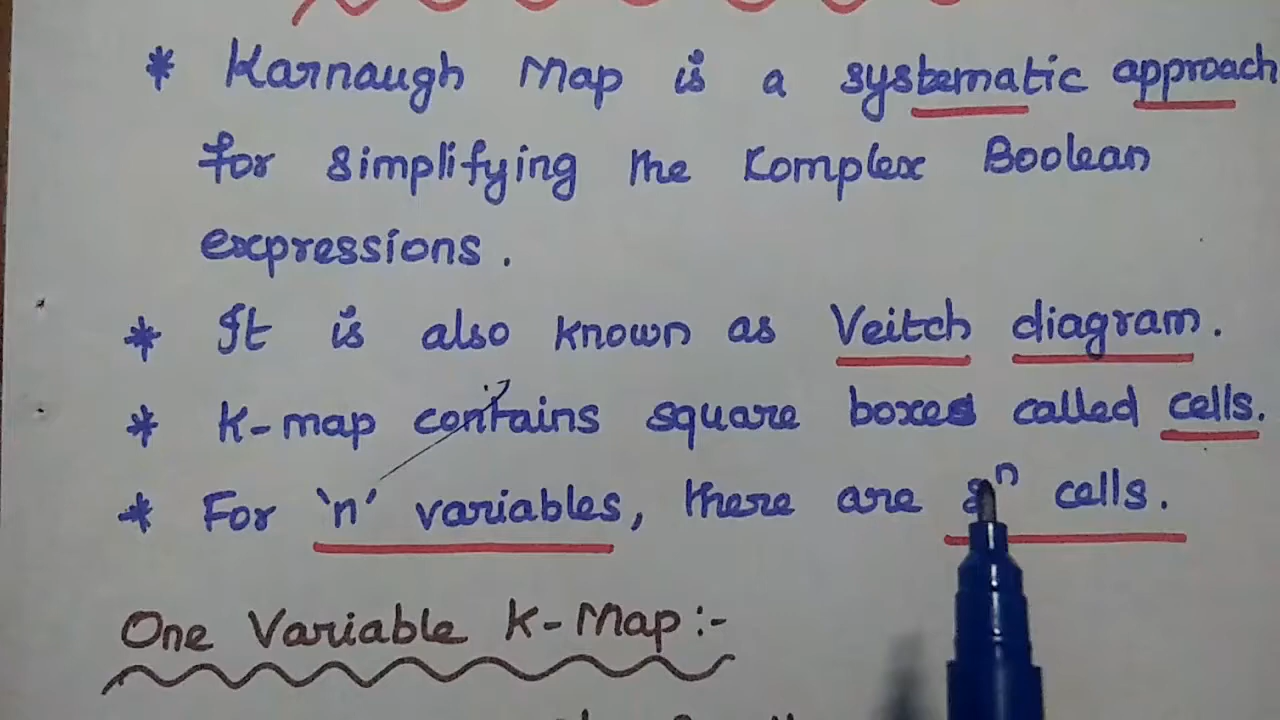 * Karnaugh Map is a systematic approach
for simplifying the Complex Boolean
expressions.
* It is also known as Veitch diagram.
* K-map contains square boxes called cells.
* For 'n' variables, there are 2ⁿ cells.
One Variable K-Map:-